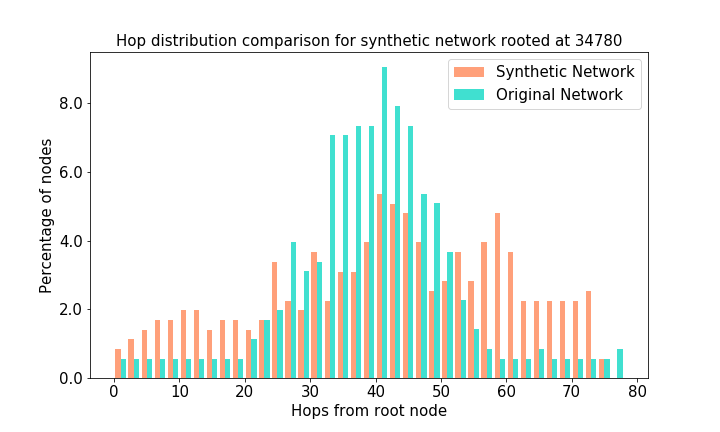 Hop distribution comparison for synthetic network rooted at 34780
Synthetic Network
Original Network
Percentage of nodes
8.0
6.0
4.0
2.0
0.0
0 10 20 30 40 50 60 70 80
Hops from root node